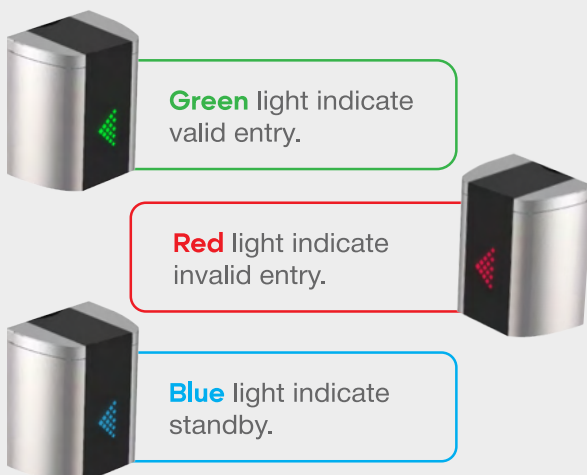 Green light indicate
valid entry.
Red light indicate
invalid entry.
Blue light indicate
standby.